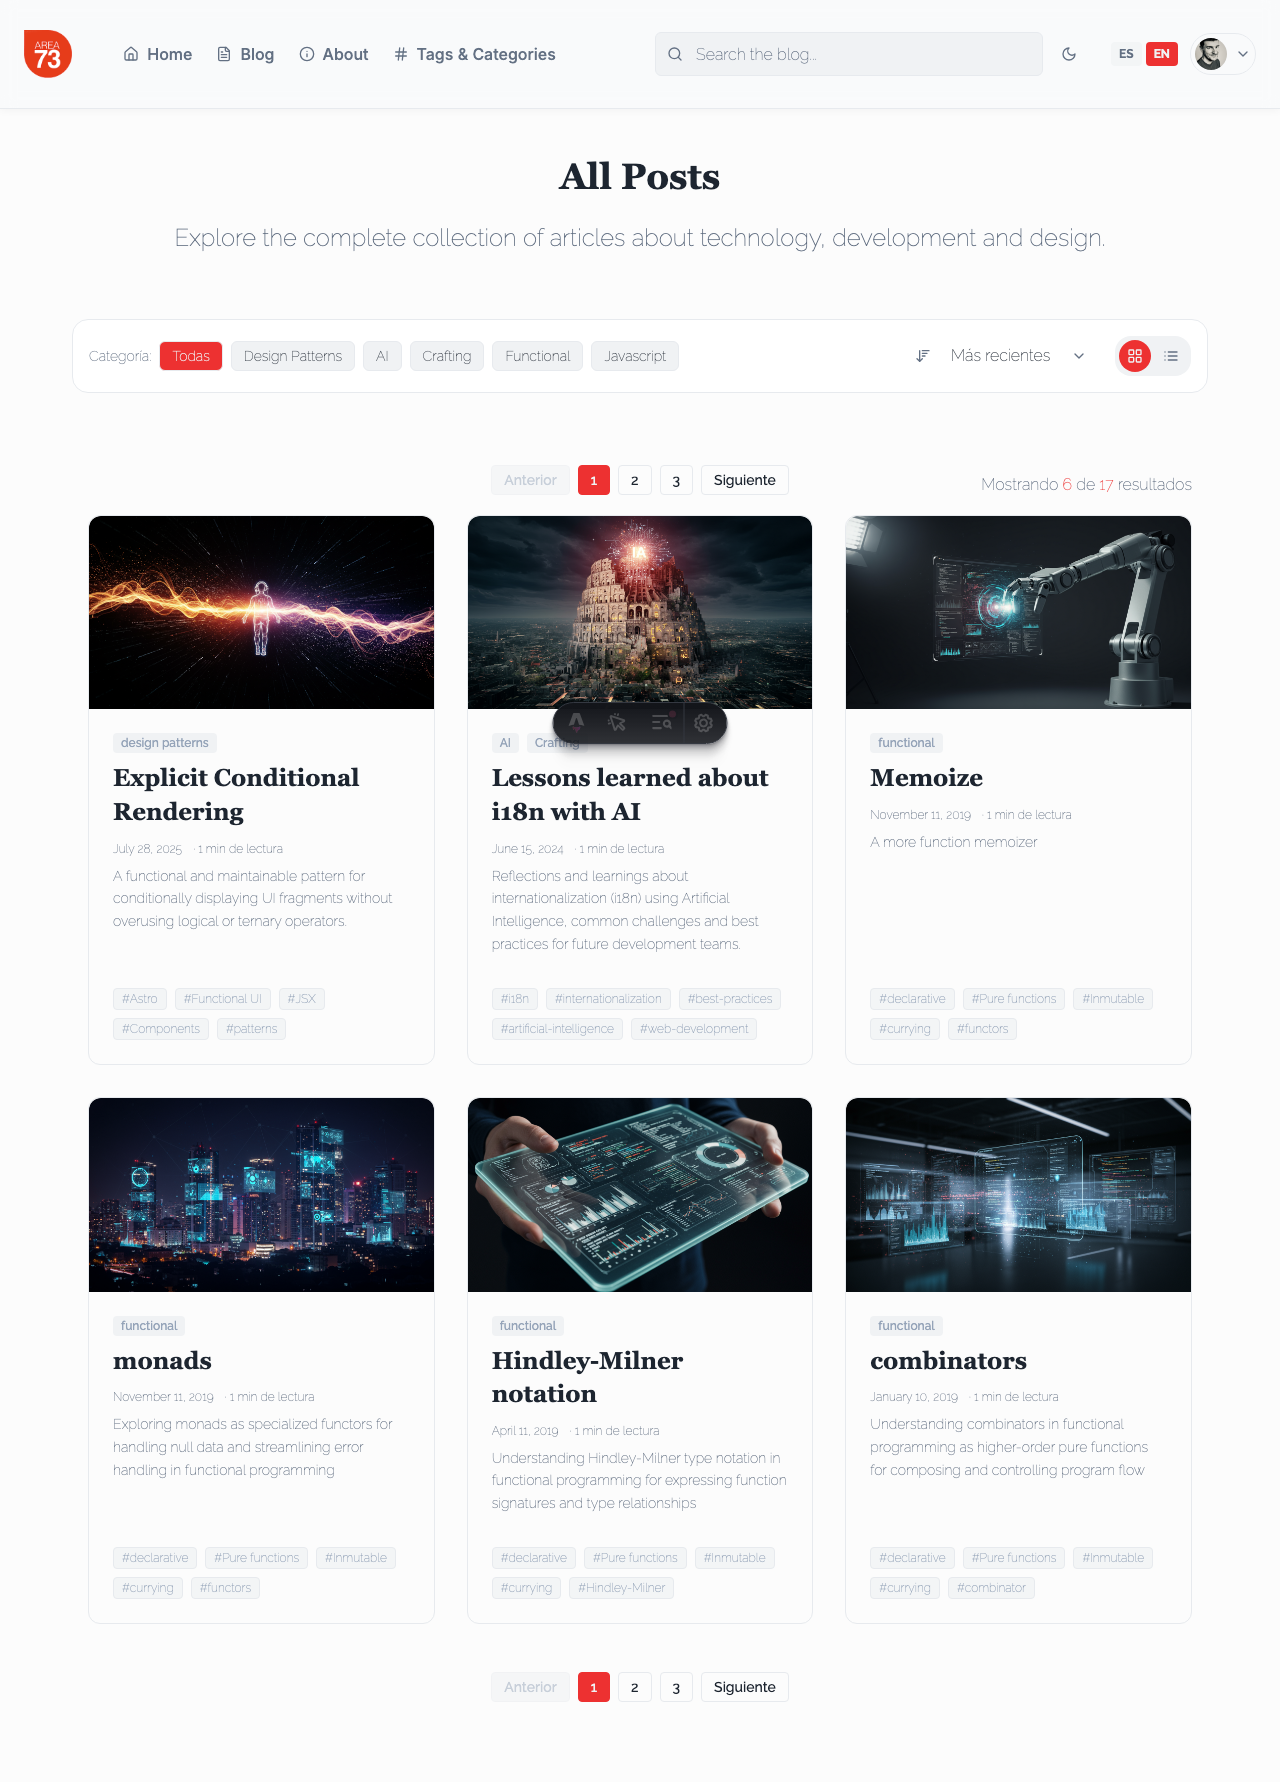 AREA
73
Home
Blog
About
Tags & Categories
Search the blog...
ES
EN
All Posts
Explore the complete collection of articles about technology, development and design.
Categoría:
Todas
Design Patterns
AI
Crafting
Functional
Javascript
Más recientes
Anterior
1
2
3
Siguiente
Mostrando 6 de 17 resultados
IA
design patterns
Explicit Conditional
Rendering
July 28, 2025 · 1 min de lectura
A functional and maintainable pattern for
conditionally displaying UI fragments without
overusing logical or ternary operators.
#Astro
#Functional UI
#JSX
#Components
#patterns
AI
Crafting
Lessons learned about
i18n with AI
June 15, 2024 · 1 min de lectura
Reflections and learnings about
internationalization (i18n) using Artificial
Intelligence, common challenges and best
practices for future development teams.
#i18n
#internationalization
#best-practices
#artificial-intelligence
#web-development
functional
Memoize
November 11, 2019 · 1 min de lectura
A more function memoizer
#declarative
#Pure functions
#Inmutable
#currying
#functors
functional
monads
November 11, 2019 · 1 min de lectura
Exploring monads as specialized functors for
handling null data and streamlining error
handling in functional programming
#declarative
#Pure functions
#Inmutable
#currying
#functors
functional
Hindley-Milner
notation
April 11, 2019 · 1 min de lectura
Understanding Hindley-Milner type notation in
functional programming for expressing function
signatures and type relationships
#declarative
#Pure functions
#Inmutable
#currying
#Hindley-Milner
functional
combinators
January 10, 2019 · 1 min de lectura
Understanding combinators in functional
programming as higher-order pure functions
for composing and controlling program flow
#declarative
#Pure functions
#Inmutable
#currying
#combinator
Anterior
1
2
3
Siguiente